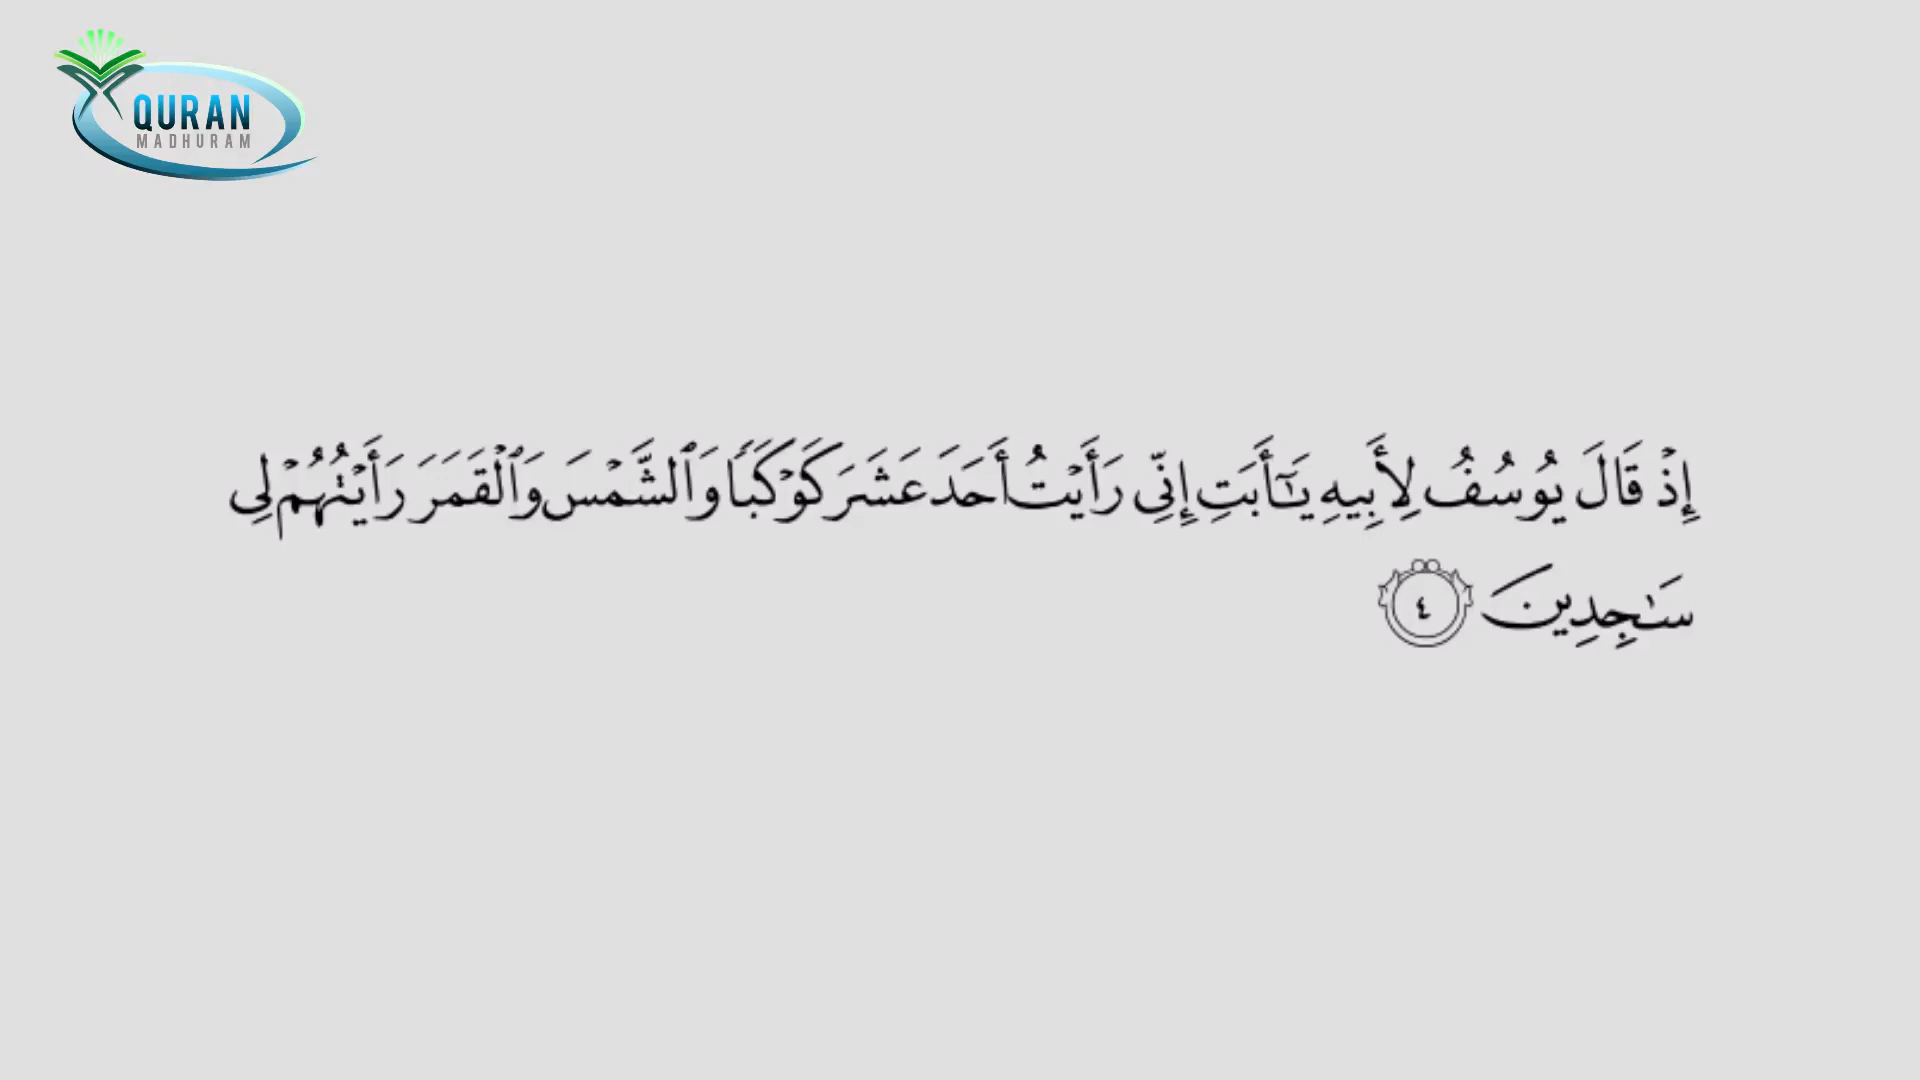 QURAN
MADHURAM
إِذۡ قَالَ يُوسُفُ لِأَبِيهِ يَـٰٓأَبَتِ إِنِّى رَأَيۡتُ أَحَدَ عَشَرَ كَوۡكَبٗا وَٱلشَّمۡسَ وَٱلۡقَمَرَ رَأَيۡتُهُمۡ لِى
سَـٰجِدِينَ ٤